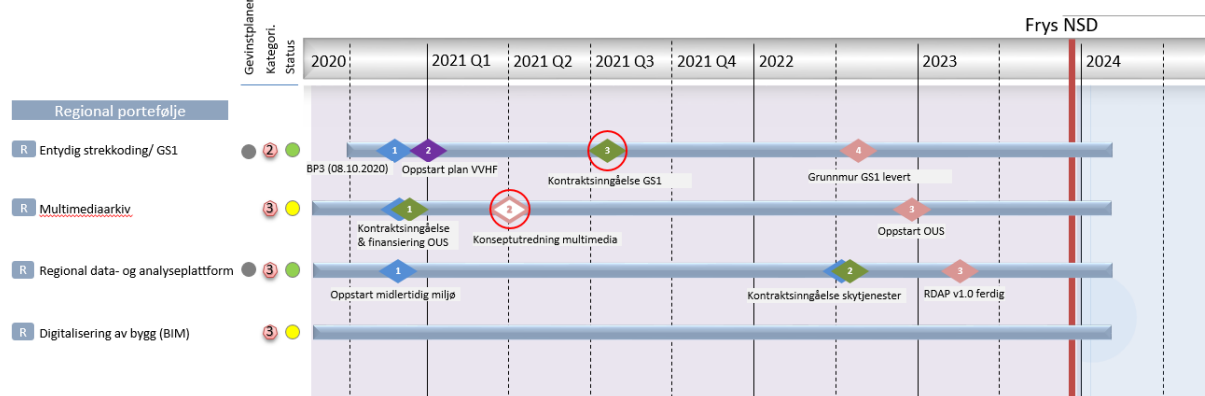 Frys NSD
Gevinstplaner
Kategori.
Status
2020
2021 Q1
2021 Q2
2021 Q3
2021 Q4
2022
2023
2024
Regional portefølje
R Entydig strekkoding/ GS1 2
1 2 3 4
BP3 (08.10.2020)
Oppstart plan VVHF
Kontraktsinngåelse GS1
Grunnmur GS1 levert
R Multimediaarkiv 3
1 2 3
Kontraktsinngåelse
& finansiering OUS
Konseptutredning multimedia
Oppstart OUS
R Regional data- og analyseplattform 3
1 2 3
Oppstart midlertidig miljø
Kontraktsinngåelse skytjenester
RDAP v1.0 ferdig
R Digitalisering av bygg (BIM) 3